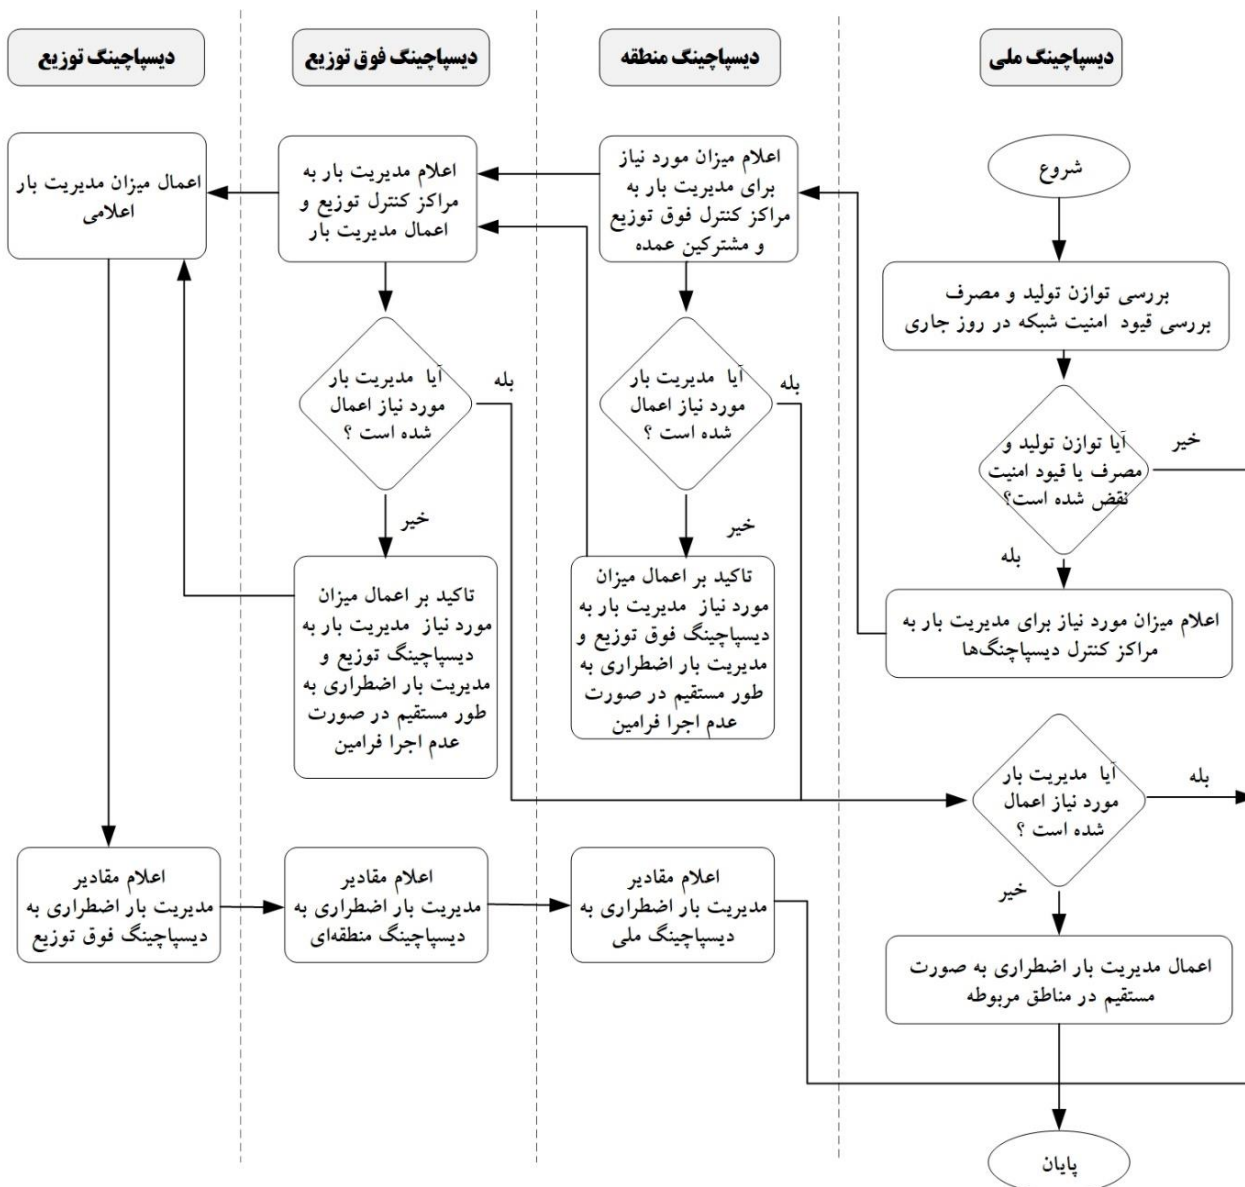 دیسپاچینگ ملی
دیسپاچینگ منطقه
دیسپاچینگ فوق توزیع
دیسپاچینگ توزیع
شروع
بررسی توازن تولید و مصرف
بررسی قیود امنیت شبکه در روز جاری
آیا توازن تولید و
مصرف یا قیود امنیت
نقض شده است؟
خیر
بله
اعلام میزان مورد نیاز برای مدیریت بار به
مراکز کنترل دیسپاچنگ‌ها
آیا مدیریت بار
مورد نیاز اعمال
شده است ؟
بله
خیر
اعمال مدیریت بار اضطراری به صورت
مستقیم در مناطق مربوطه
پایان
اعلام میزان مورد نیاز
برای مدیریت بار به
مراکز کنترل فوق توزیع
و مشترکین عمده
آیا مدیریت بار
مورد نیاز اعمال
شده است ؟
بله
خیر
تاکید بر اعمال میزان
مورد نیاز مدیریت بار به
دیسپاچینگ فوق توزیع و
مدیریت بار اضطراری به
طور مستقیم در صورت
عدم اجرا فرامین
اعلام مقادیر
مدیریت بار اضطراری به
دیسپاچینگ ملی
اعلام مدیریت بار به
مراکز کنترل توزیع و
اعمال مدیریت بار
آیا مدیریت بار
مورد نیاز اعمال
شده است ؟
بله
خیر
تاکید بر اعمال میزان
مورد نیاز مدیریت بار به
دیسپاچینگ توزیع و
مدیریت بار اضطراری به
طور مستقیم در صورت
عدم اجرا فرامین
اعلام مقادیر
مدیریت بار اضطراری به
دیسپاچینگ منطقه‌ای
اعمال میزان مدیریت بار
اعلامی
اعلام مقادیر
مدیریت بار اضطراری به
دیسپاچینگ فوق توزیع